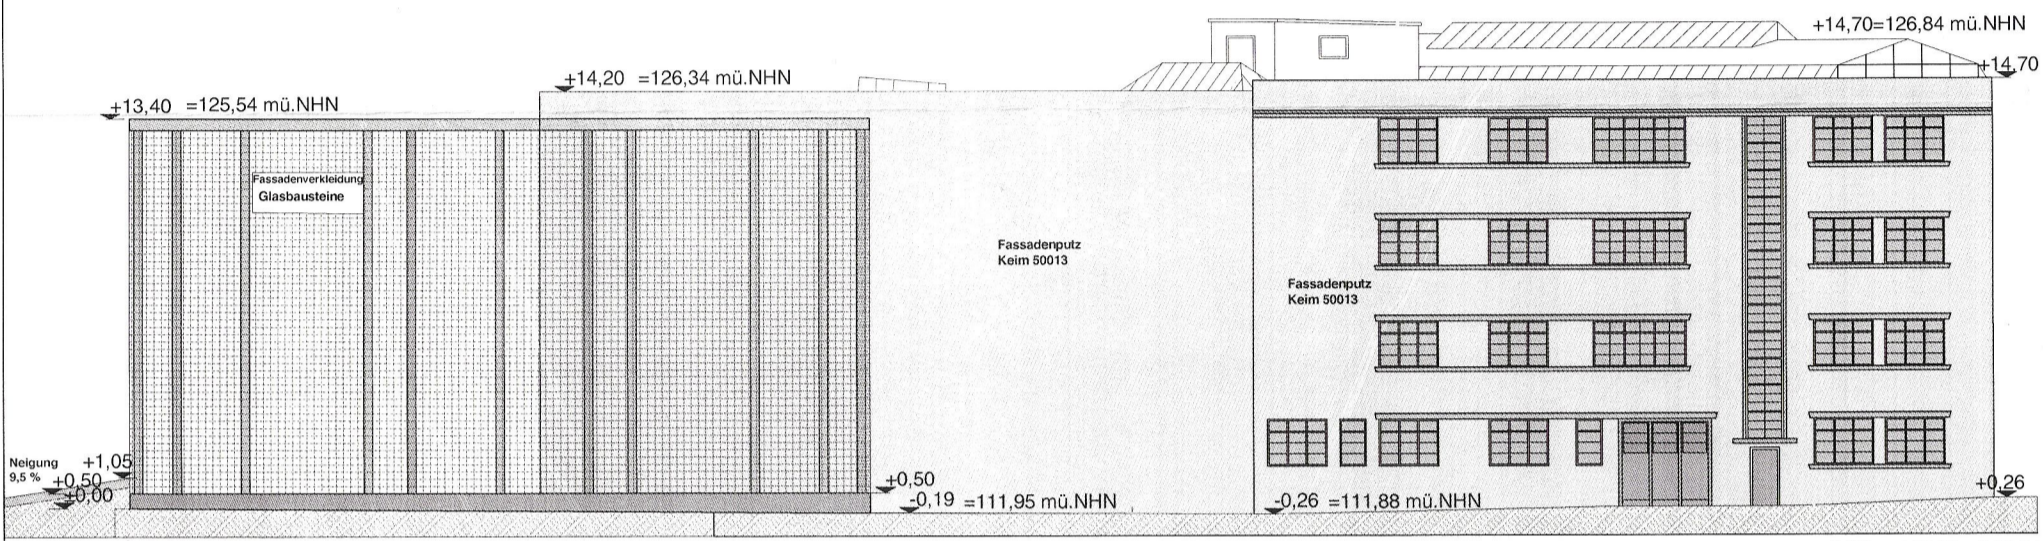 +14,70=126,84 mü.NHN
+14,70
+14,20 =126,34 mü.NHN
+13,40 =125,54 mü.NHN
Fassadenverkleidung
Glasbausteine
Fassadenputz
Keim 50013
Fassadenputz
Keim 50013
Neigung
9,5 %
+1,05
+0,50
+0,00
+0,50
-0,19 =111,95 mü.NHN
-0,26 =111,88 mü.NHN
+0,26